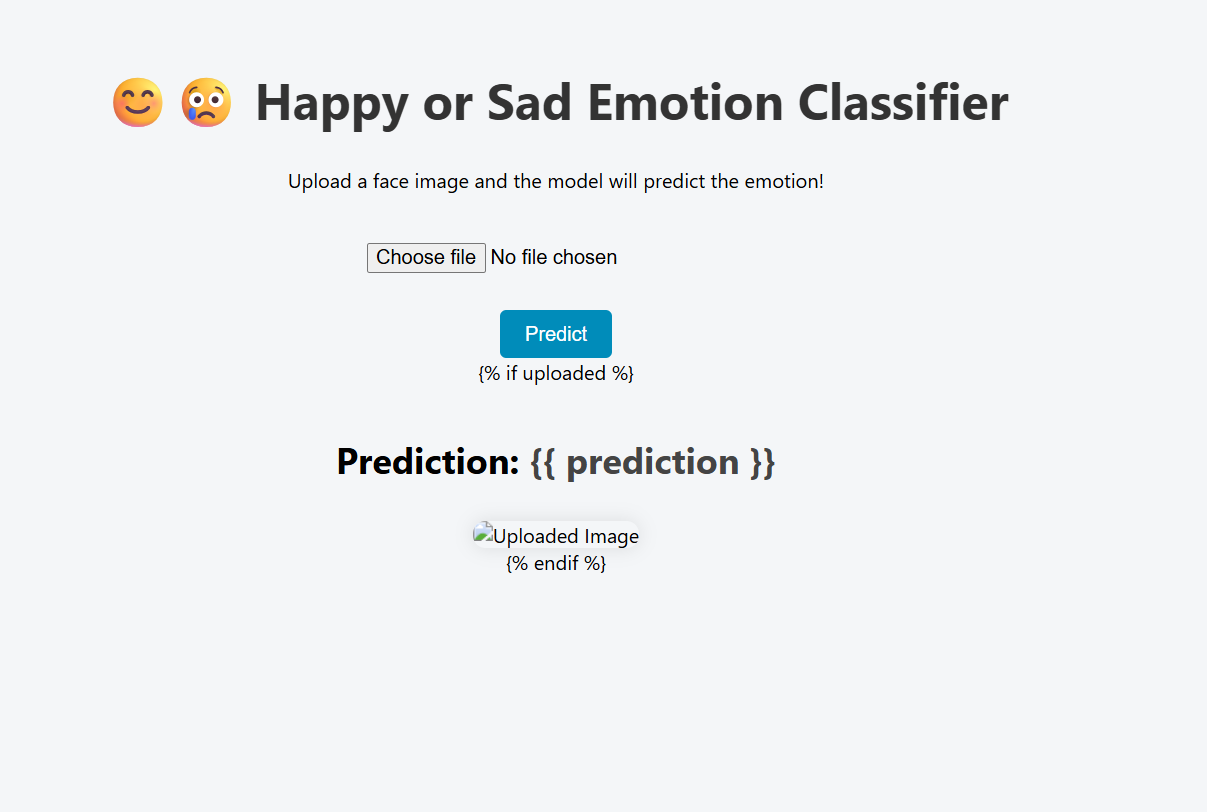 😊 😢 Happy or Sad Emotion Classifier
Upload a face image and the model will predict the emotion!
Choose file No file chosen
Predict
{% if uploaded %}
Prediction: {{ prediction }}
Uploaded Image
{% endif %}